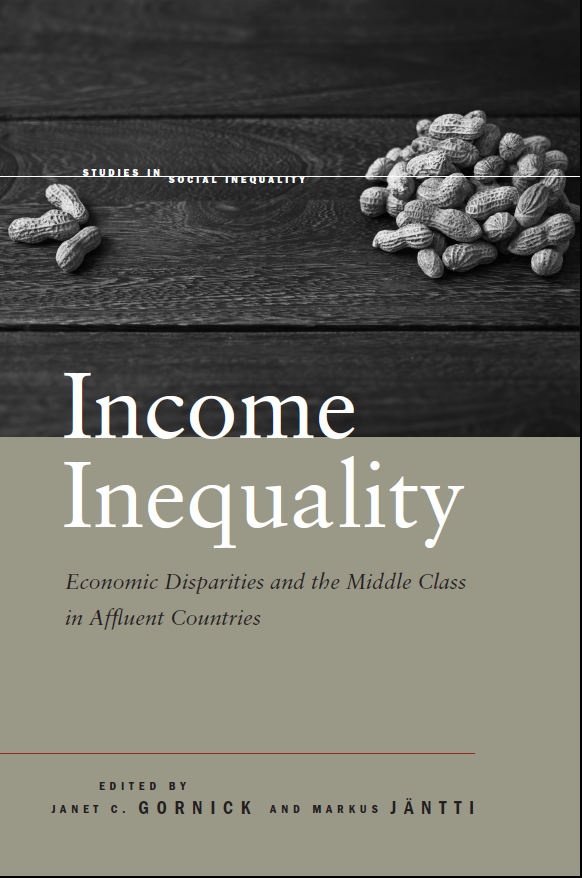 STUDIES IN
SOCIAL INEQUALITY
Income
Inequality
Economic Disparities and the Middle Class
in Affluent Countries
EDITED BY
JANET C. GORNICK AND MARKUS JÄNTTI